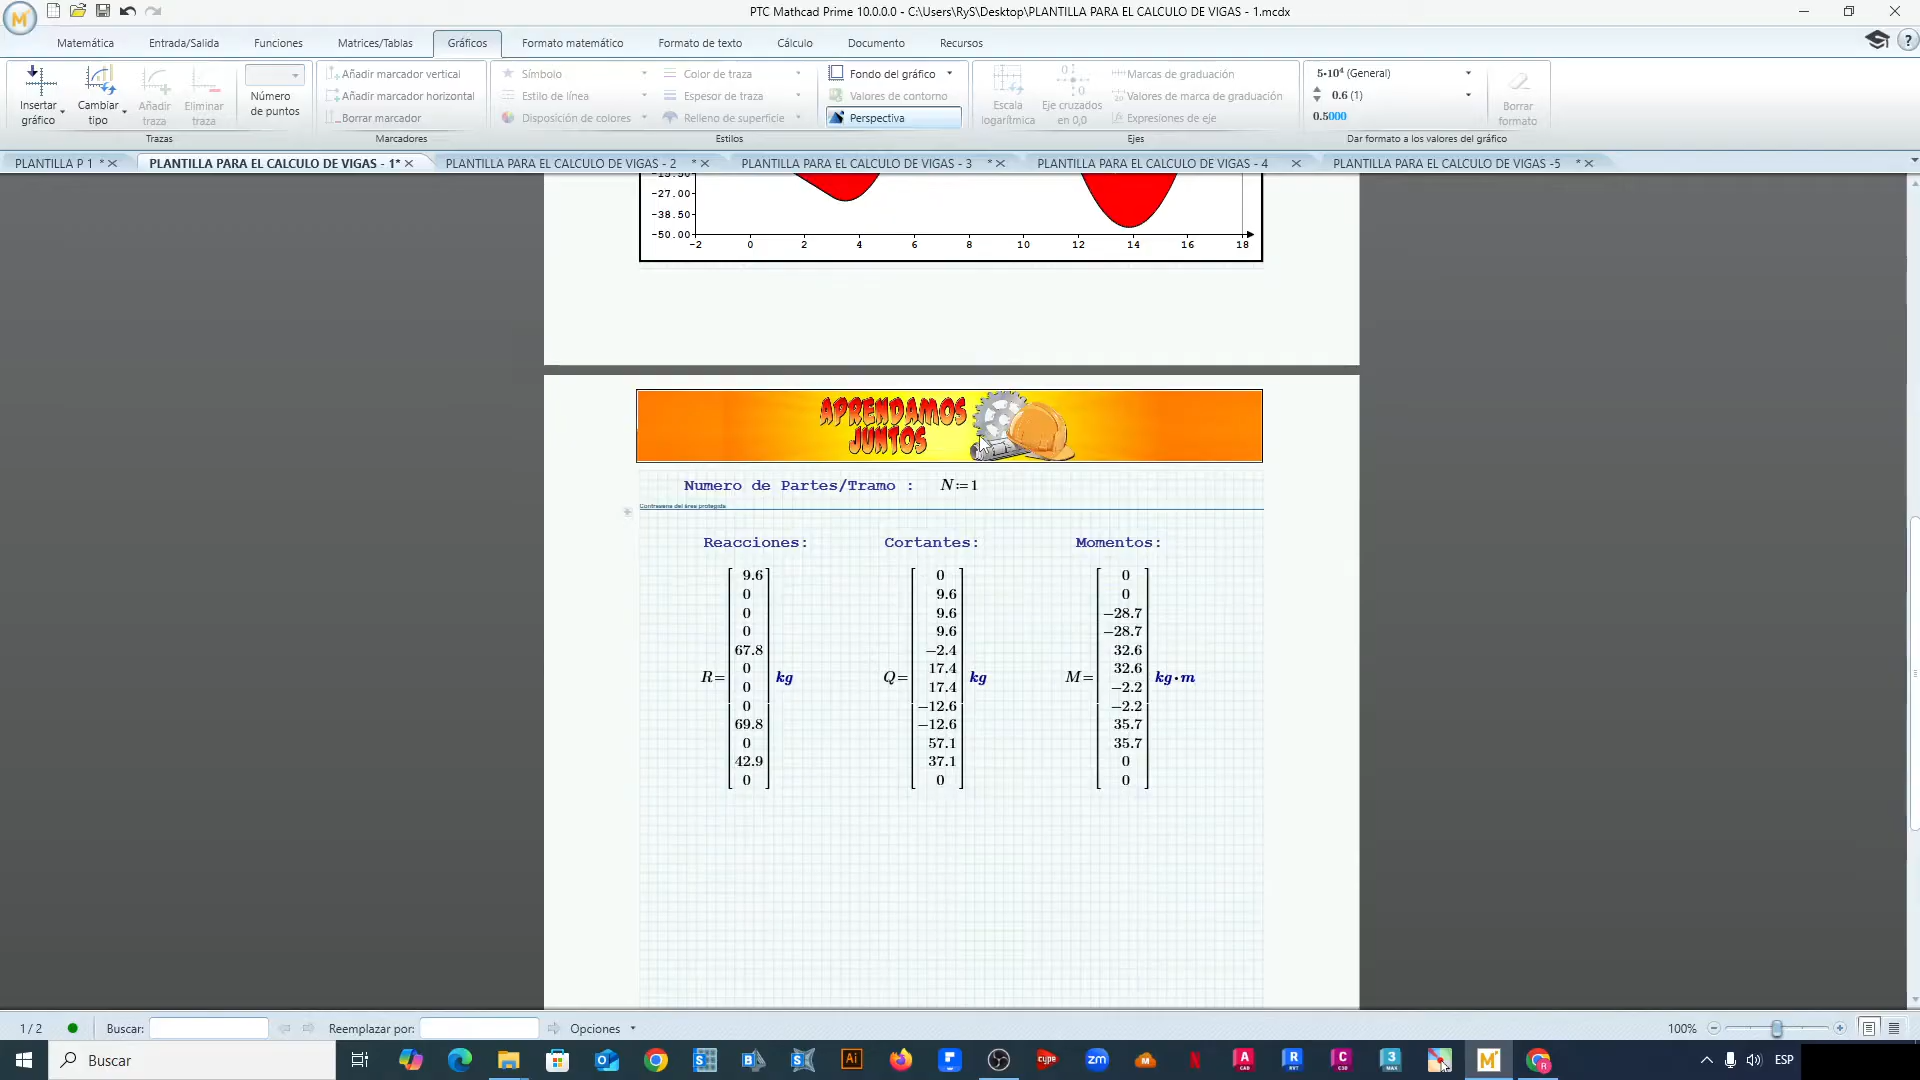 PTC Mathcad Prime 10.0.0.0 - C:\Users\RyS\Desktop\PLANTILLA PARA EL CALCULO DE VIGAS - 1.mcdx
Matemática Entrada/Salida Funciones Matrices/Tablas Gráficos Formato matemático Formato de texto Cálculo Documento Recursos
Insertar gráfico Cambiar tipo Añadir traza Eliminar traza Número de puntos
Trazas
Añadir marcador vertical
Añadir marcador horizontal
Borrar marcador
Marcadores
Símbolo Color de traza
Estilo de línea Espesor de traza
Disposición de colores Relleno de superficie
Fondo del gráfico
Valores de contorno
Perspectiva
Estilos
Escala logarítmica Eje cruzados en 0,0
Marcas de graduación
Valores de marca de graduación
Expresiones de eje
Ejes
5•10⁴ (General)
0.6 (1)
0.5000
Borrar formato
Dar formato a los valores del gráfico
PLANTILLA P 1 * PLANTILLA PARA EL CALCULO DE VIGAS - 1* PLANTILLA PARA EL CALCULO DE VIGAS - 2 * PLANTILLA PARA EL CALCULO DE VIGAS - 3 * PLANTILLA PARA EL CALCULO DE VIGAS - 4 PLANTILLA PARA EL CALCULO DE VIGAS -5 *
-15.50
-27.00
-38.50
-50.00
-2 0 2 4 6 8 10 12 14 16 18
APRENDAMOS
JUNTOS
Numero de Partes/Tramo : N:=1
Contrasena del área protegida
Reacciones: Cortantes: Momentos:
9.6 0 0
0 9.6 0
0 9.6 −28.7
0 9.6 −28.7
67.8 −2.4 32.6
0 17.4 32.6
R= kg Q= kg M= kg•m
0 17.4 −2.2
0 −12.6 −2.2
69.8 −12.6 35.7
0 57.1 35.7
42.9 37.1 0
0 0 0
1 / 2 Buscar: Reemplazar por: Opciones 100%
Buscar ESP